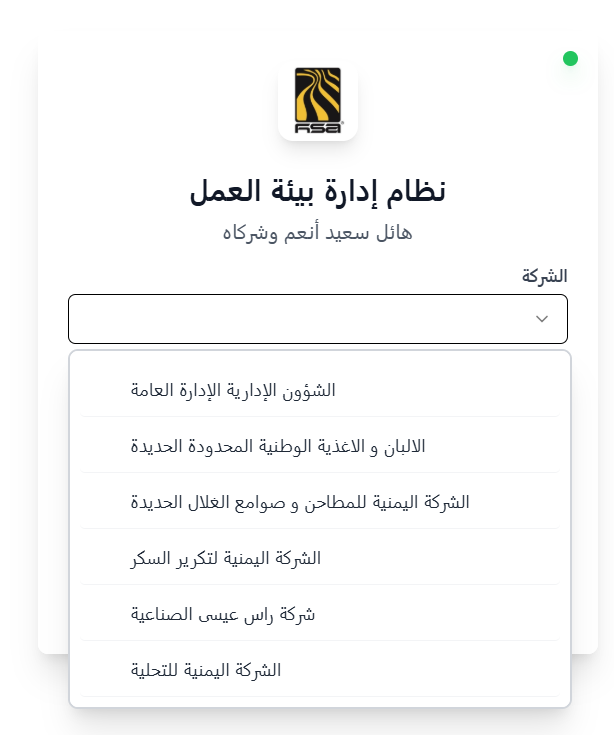 RSA
نظام إدارة بيئة العمل
هائل سعيد أنعم وشركاه
الشركة
الشؤون الإدارية الإدارة العامة
الالبان و الاغذية الوطنية المحدودة الحديدة
الشركة اليمنية للمطاحن و صوامع الغلال الحديدة
الشركة اليمنية لتكرير السكر
شركة راس عيسى الصناعية
الشركة اليمنية للتحلية